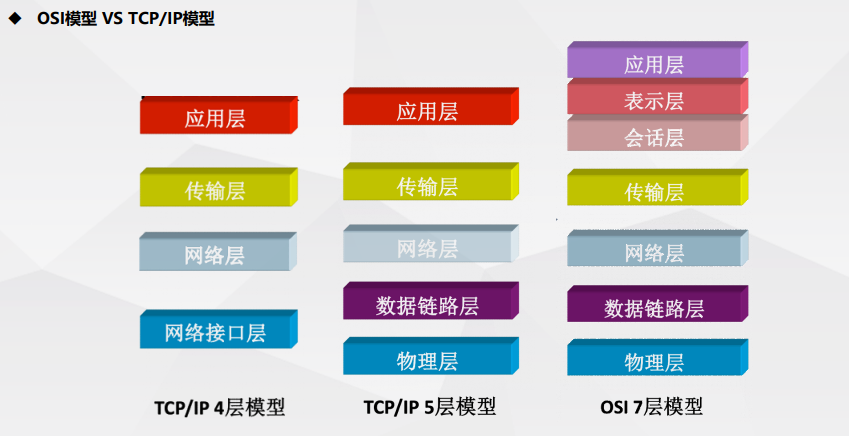 ◆ OSI模型 VS TCP/IP模型
应用层
传输层
网络层
网络接口层
TCP/IP 4层模型
应用层
传输层
网络层
数据链路层
物理层
TCP/IP 5层模型
应用层
表示层
会话层
传输层
网络层
数据链路层
物理层
OSI 7层模型